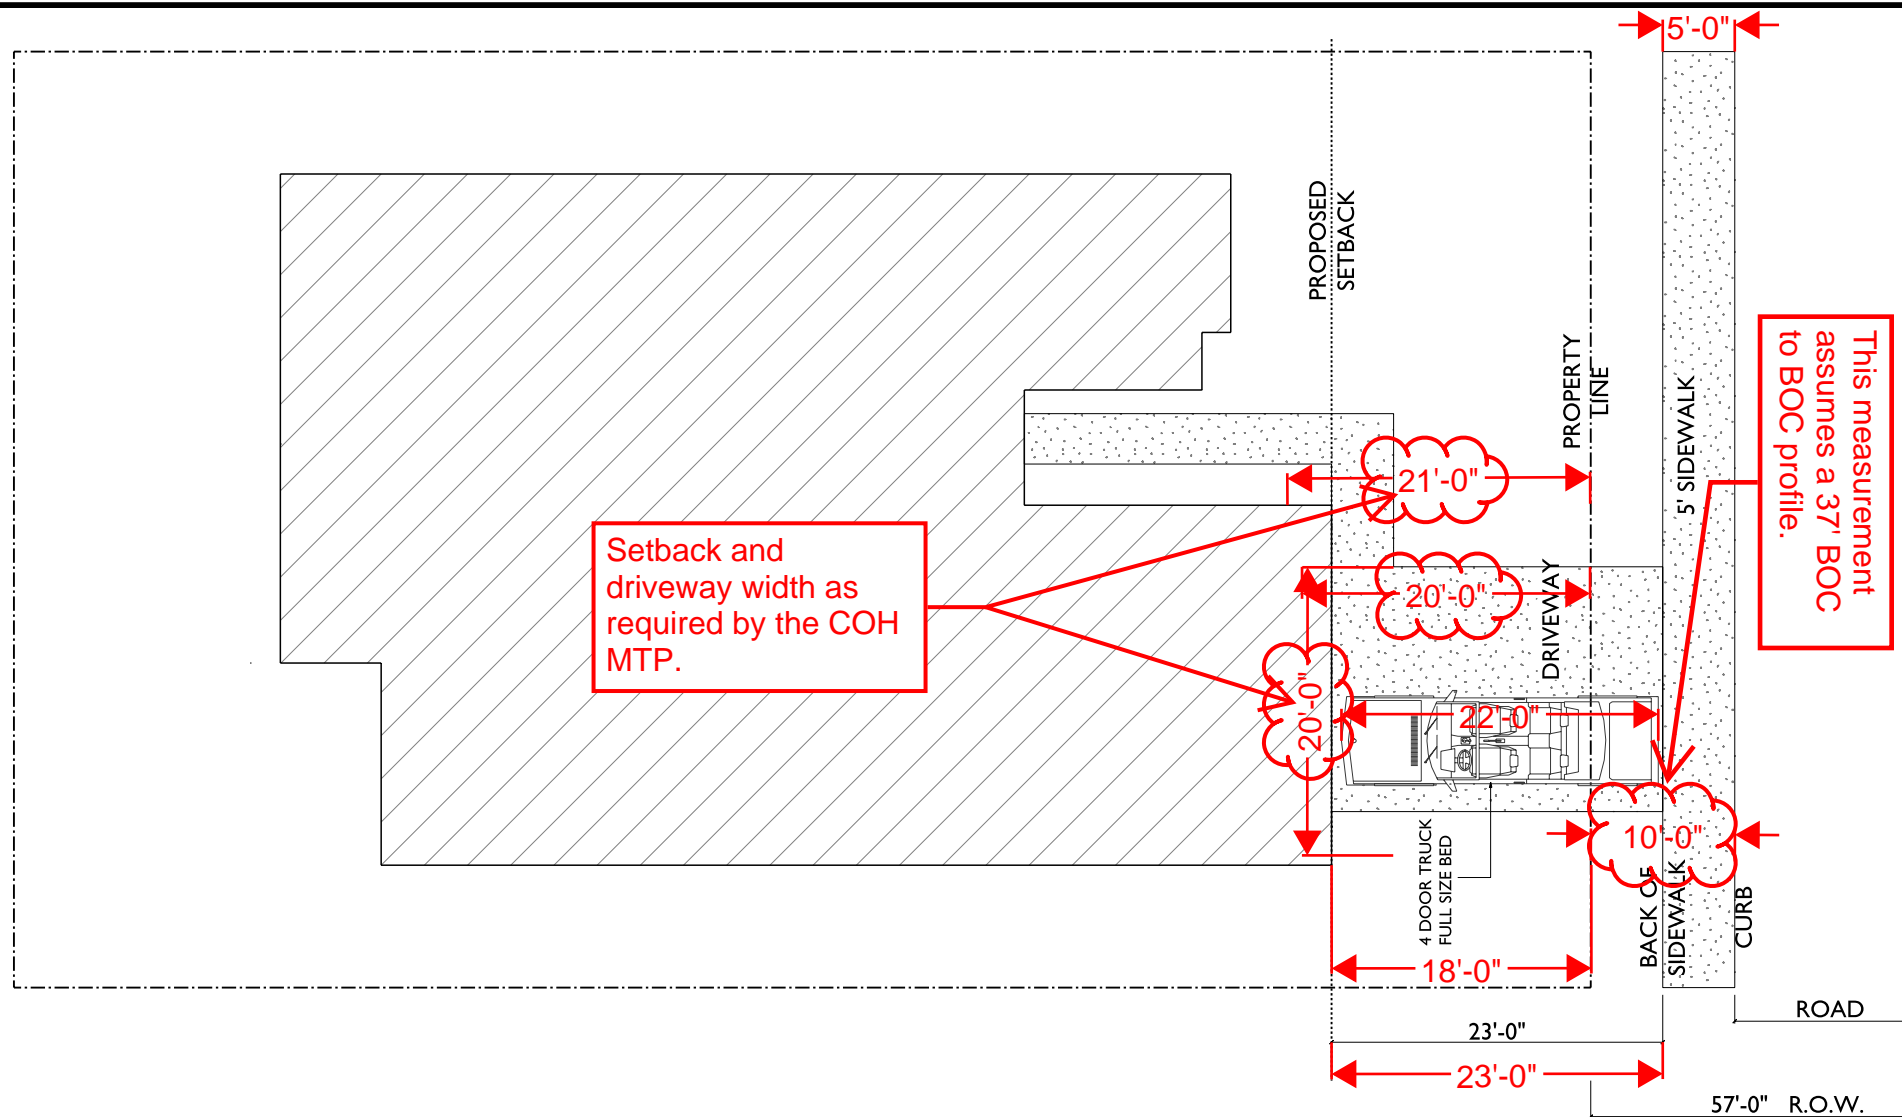 5'-0"
PROPOSED
SETBACK
PROPERTY
LINE
5' SIDEWALK
This measurement
assumes a 37' BOC
to BOC profile.
21'-0"
Setback and
driveway width as
required by the COH
MTP.
20'-0"
DRIVEWAY
20'-0"
22'-0"
10'-0"
4 DOOR TRUCK
FULL SIZE BED
BACK OF
SIDEWALK
CURB
18'-0"
ROAD
23'-0"
23'-0"
57'-0" R.O.W.